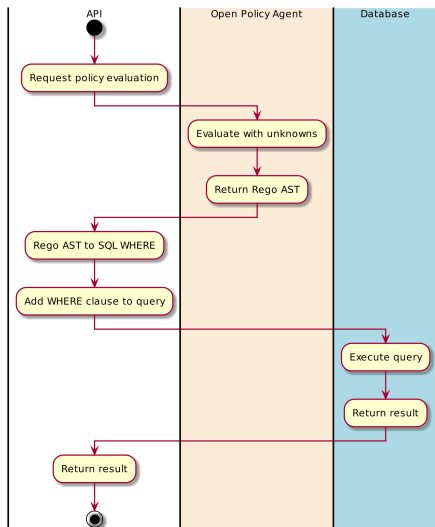 API
Open Policy Agent
Database
Request policy evaluation
Evaluate with unknowns
Return Rego AST
Rego AST to SQL WHERE
Add WHERE clause to query
Execute query
Return result
Return result